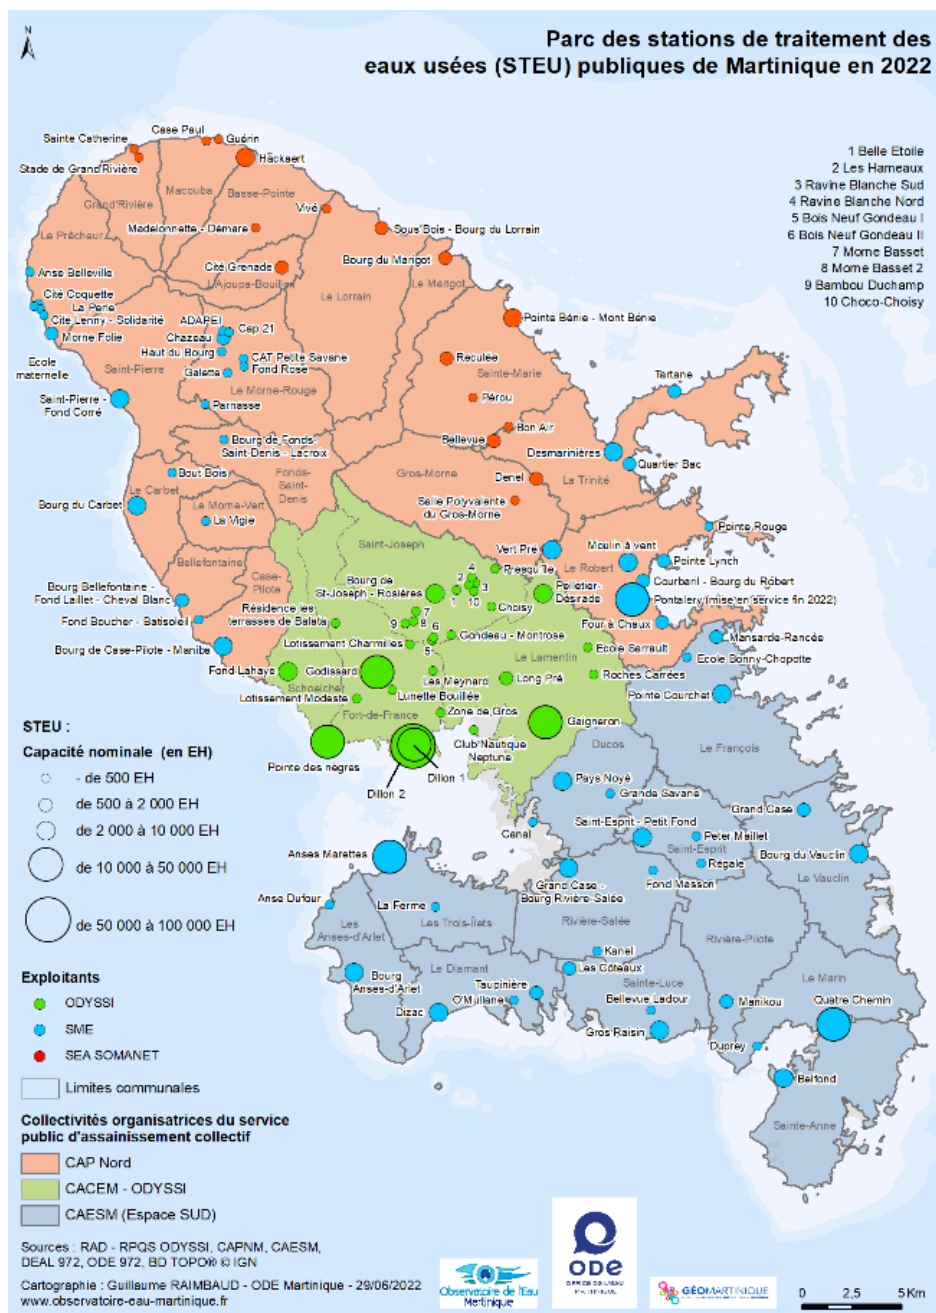 N
Parc des stations de traitement des
eaux usées (STEU) publiques de Martinique en 2022
1 Belle Etoile
2 Les Hameaux
3 Ravine Blanche Sud
4 Ravine Blanche Nord
5 Bois Neuf Gondeau I
6 Bois Neuf Gondeau II
7 Morne Basset
8 Morne Basset 2
9 Bambou Duchamp
10 Choco-Choisy
Case Paul
Guérin
Sainte Catherine
Hackaert
Stade de Grand'Rivière
Macouba
Basse-Pointe
Grand'Rivière
Vivé
Le Prêcheur
Madelonnette - Démare
Sous Bois - Bourg du Lorrain
Bourg du Marigot
Anse Belleville
Cité Grenade
L'Ajoupa-Bouillon
Le Lorrain
Le Marigot
Cité Coquette
La Perle
Cité Lenny - Solidarité
ADAPEI
Cap 21
Pointe Bénie - Mont Bénie
Morne Folie
Chazeau
Haut du Bourg
CAT Petite Savane
Reculée
Ecole
maternelle
Saint-Pierre
Galette
Fond Rose
Sainte-Marie
Tartane
Le Morne-Rouge
Saint-Pierre -
Fond Corré
Parnasse
Pérou
Bon Air
Bourg de Fonds-
Saint-Denis - Lacroix
Bellevue
Desmarinières
Quartier Bac
Bout Bois
Fonds-
Saint-
Denis
Gros-Morne
Denel
La Trinité
Le Carbet
Bourg du Carbet
Le Morne-Vert
La Vigie
Salle Polyvalente
du Gros-Morne
Pointe Rouge
Saint-Joseph
Vert Pré
Moulin à vent
Bellefontaine
Le Robert
Pointe Lynch
Case-
Pilote
Presqu'île
Bourg Bellefontaine -
Fond Laillet - Cheval Blanc
Bourg de
St-Joseph - Rosières
4
2
3
1
10
Pelletier-
Désirade
Courbaril - Bourg du Robert
Pontalery (mise en service fin 2022)
Résidence les
terrasses de Balata
7
Choisy
Fond Boucher - Batisoleil
9
8
Four à Chaux
Mansarde-Rancée
6
Gondeau - Montrose
Lotissement Charmilles
5
Bourg de Case-Pilote - Maniba
Ecole Sarrault
Ecole Bonny-Chopotte
Le Lamentin
Fond-Lahaye
Godissard
Les Meynard
Long Pré
Roches Carrées
Schoelcher
Lotissement Modeste
Lunette Bouillée
Pointe Courchet
Fort-de-France
Zone de Gros
Gaigneron
Club Nautique
Neptune
Ducos
Le François
Pointe des nègres
Dillon 1
Dillon 2
Pays Noyé
Grande Savane
Grand Case
Canal
Saint-Esprit - Petit Fond
Peter Maillet
Saint-Esprit
Anses Marettes
Régale
Bourg du Vauclin
Grand Case -
Bourg Rivière-Salée
Fond Masson
Le Vauclin
Anse Dufour
La Ferme
Les Trois-Îlets
Rivière-Salée
Les
Anses-d'Arlet
Rivière-Pilote
Kanel
Bourg
Anses-d'Arlet
Le Diamant
Les Côteaux
Taupinière
Sainte-Luce
Le Marin
O'Mullane
Bellevue Ladour
Manikou
Quatre Chemin
Dizac
Gros Raisin
Duprey
Belfond
Sainte-Anne
STEU :
Capacité nominale (en EH)
- de 500 EH
de 500 à 2 000 EH
de 2 000 à 10 000 EH
de 10 000 à 50 000 EH
de 50 000 à 100 000 EH
Exploitants
ODYSSI
SME
SEA SOMANET
Limites communales
Collectivités organisatrices du service
public d'assainissement collectif
CAP Nord
CACEM - ODYSSI
CAESM (Espace SUD)
Sources : RAD - RPQS ODYSSI, CAPNM, CAESM,
DEAL 972, ODE 972, BD TOPO® © IGN
Cartographie : Guillaume RAIMBAUD - ODE Martinique - 29/06/2022
www.observatoire-eau-martinique.fr
Observatoire de l'Eau
Martinique
ODE
OFFICE DE L'EAU
MARTINIQUE
GÉOMARTINIQUE
0 2,5 5 Km